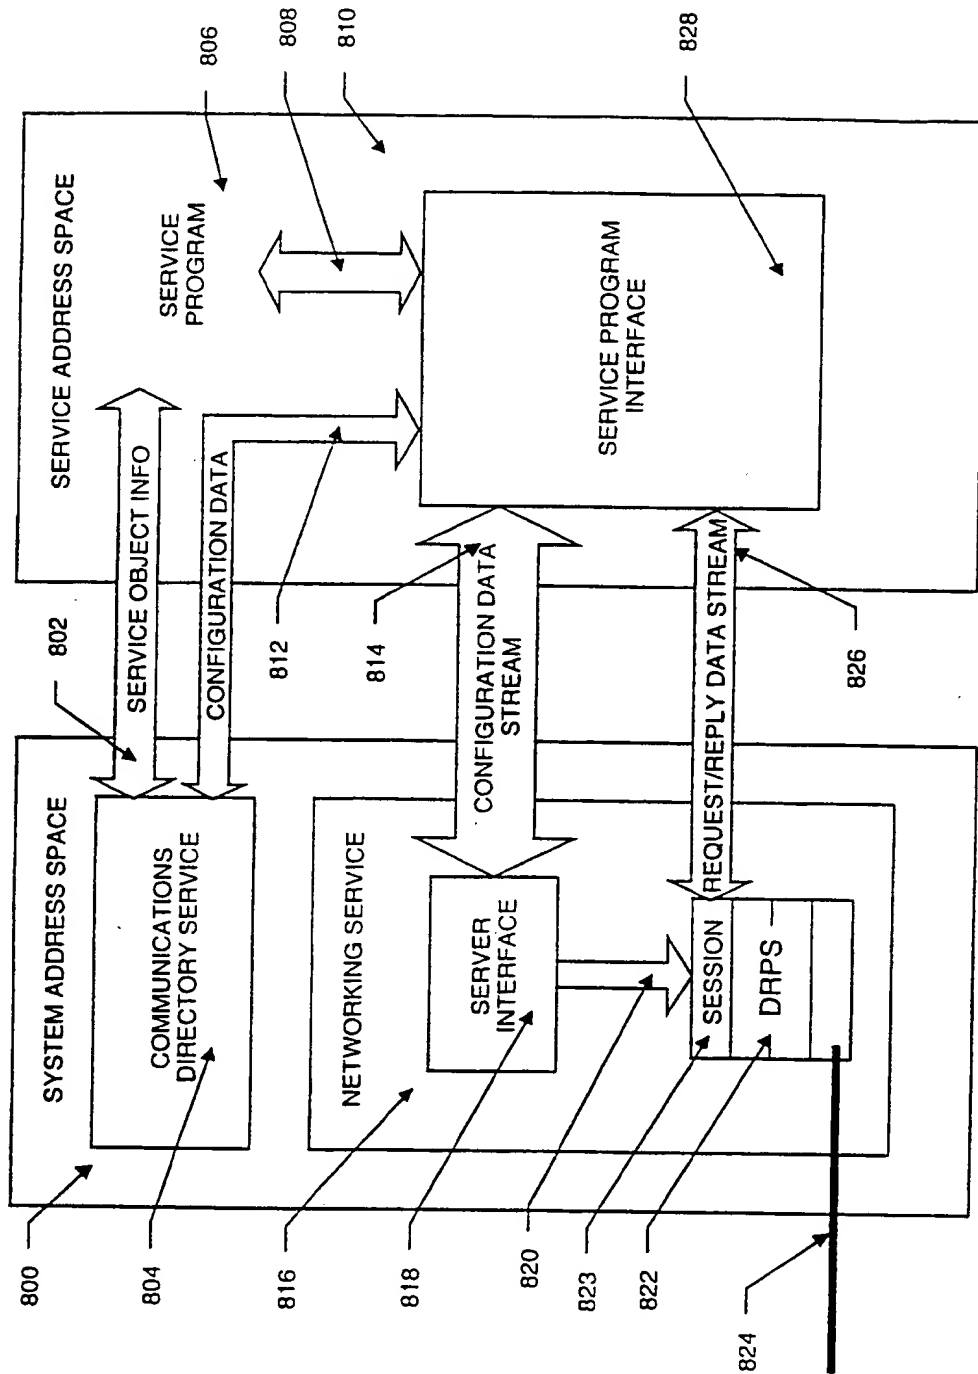 SYSTEM ADDRESS SPACE
COMMUNICATIONS
DIRECTORY SERVICE
NETWORKING SERVICE
SERVER
INTERFACE
SESSION
DRPS
SERVICE OBJECT INFO
CONFIGURATION DATA
CONFIGURATION DATA
STREAM
REQUEST/REPLY DATA STREAM
SERVICE ADDRESS SPACE
SERVICE
PROGRAM
SERVICE PROGRAM
INTERFACE
800
804
816
818
820
823
822
824
802
812
814
826
806
808
810
828